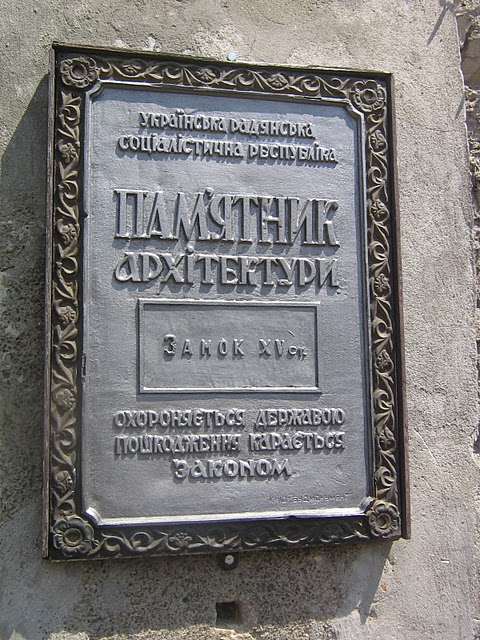 УКРАЇНСЬКА РАДЯНСЬКА
СОЦІАЛІСТИЧНА РЕСПУБЛІКА
ПАМ'ЯТНИК
АРХІТЕКТУРИ
ЗАМОК XV ст.
ОХОРОНЯЄТЬСЯ ДЕРЖАВОЮ
ПОШКОДЖЕННЯ КАРАЄТЬСЯ
ЗАКОНОМ.